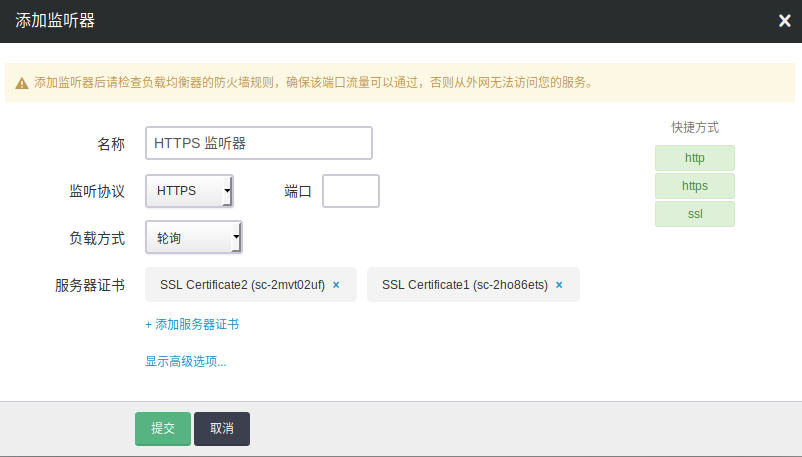 添加监听器
添加监听器后请检查负载均衡器的防火墙规则，确保该端口流量可以通过，否则从外网无法访问您的服务。
名称 HTTPS 监听器
快捷方式
http
https
ssl
监听协议 HTTPS 端口
负载方式 轮询
服务器证书 SSL Certificate2 (sc-2mvt02uf) × SSL Certificate1 (sc-2ho86ets) ×
+ 添加服务器证书
显示高级选项...
提交 取消